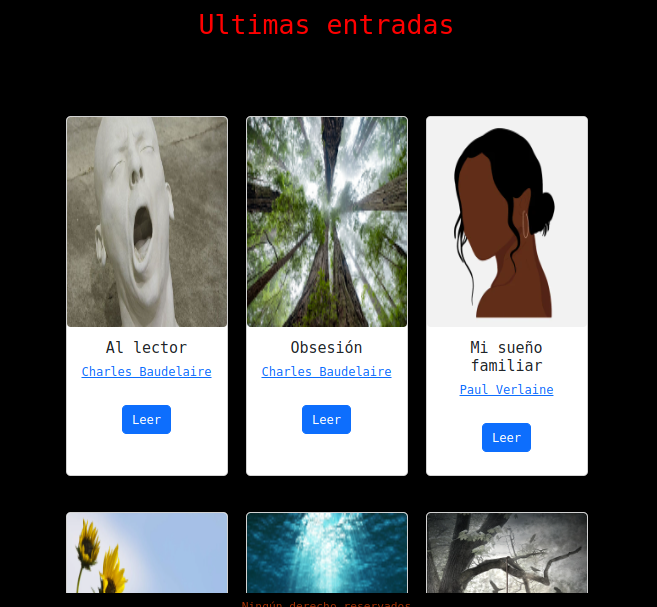 Ultimas entradas
Al lector
Charles Baudelaire
Leer
Obsesión
Charles Baudelaire
Leer
Mi sueño
familiar
Paul Verlaine
Leer
Ningún derecho reservados